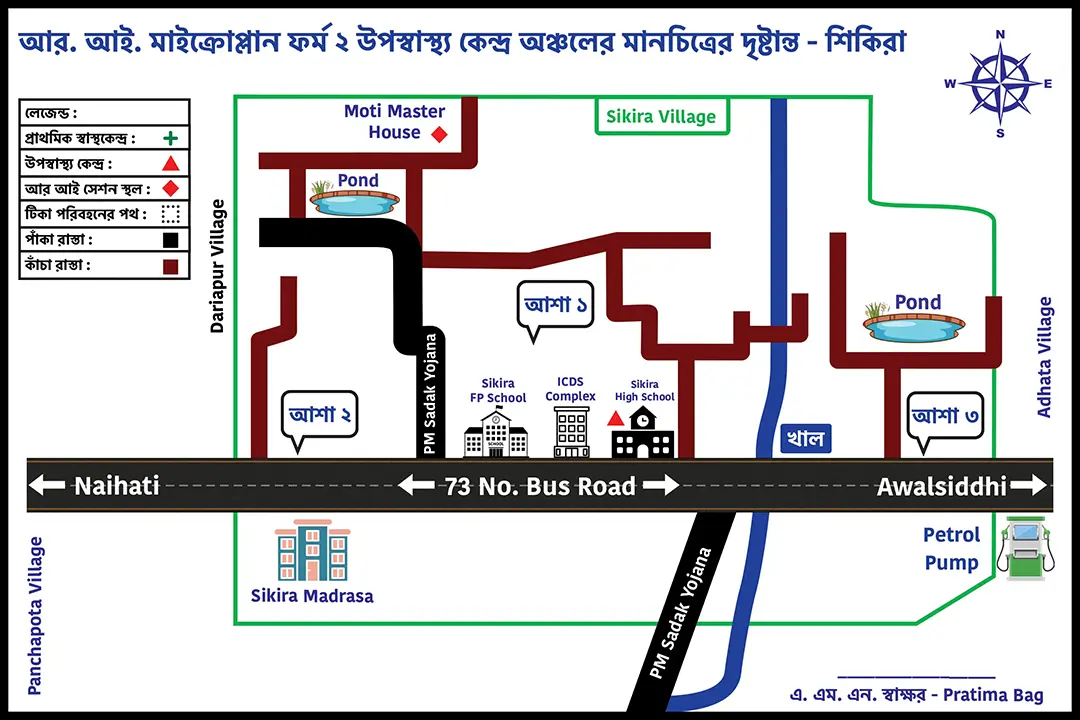 আর. আই. মাইক্রোপ্লান ফর্ম ২ উপস্বাস্থ্য কেন্দ্র অঞ্চলের মানচিত্রের দৃষ্টান্ত - শিকিরা
N
W
E
S
লেজেন্ড :
প্রাথমিক স্বাস্থকেন্দ্র :
উপস্বাস্থ্য কেন্দ্র :
আর আই সেশন স্থল :
টিকা পরিবহনের পথ :
পাঁকা রাস্তা :
কাঁচা রাস্তা :
Moti Master
House
Sikira Village
Pond
Dariapur Village
আশা ১
Pond
Adhata Village
PM Sadak Yojana
Sikira
FP School
SCHOOL
ICDS
Complex
Sikira
High School
আশা ২
আশা ৩
খাল
Naihati
73 No. Bus Road
Awalsiddhi
Panchapota Village
Sikira Madrasa
PM Sadak Yojana
Petrol
Pump
এ. এম. এন. স্বাক্ষর - Pratima Bag